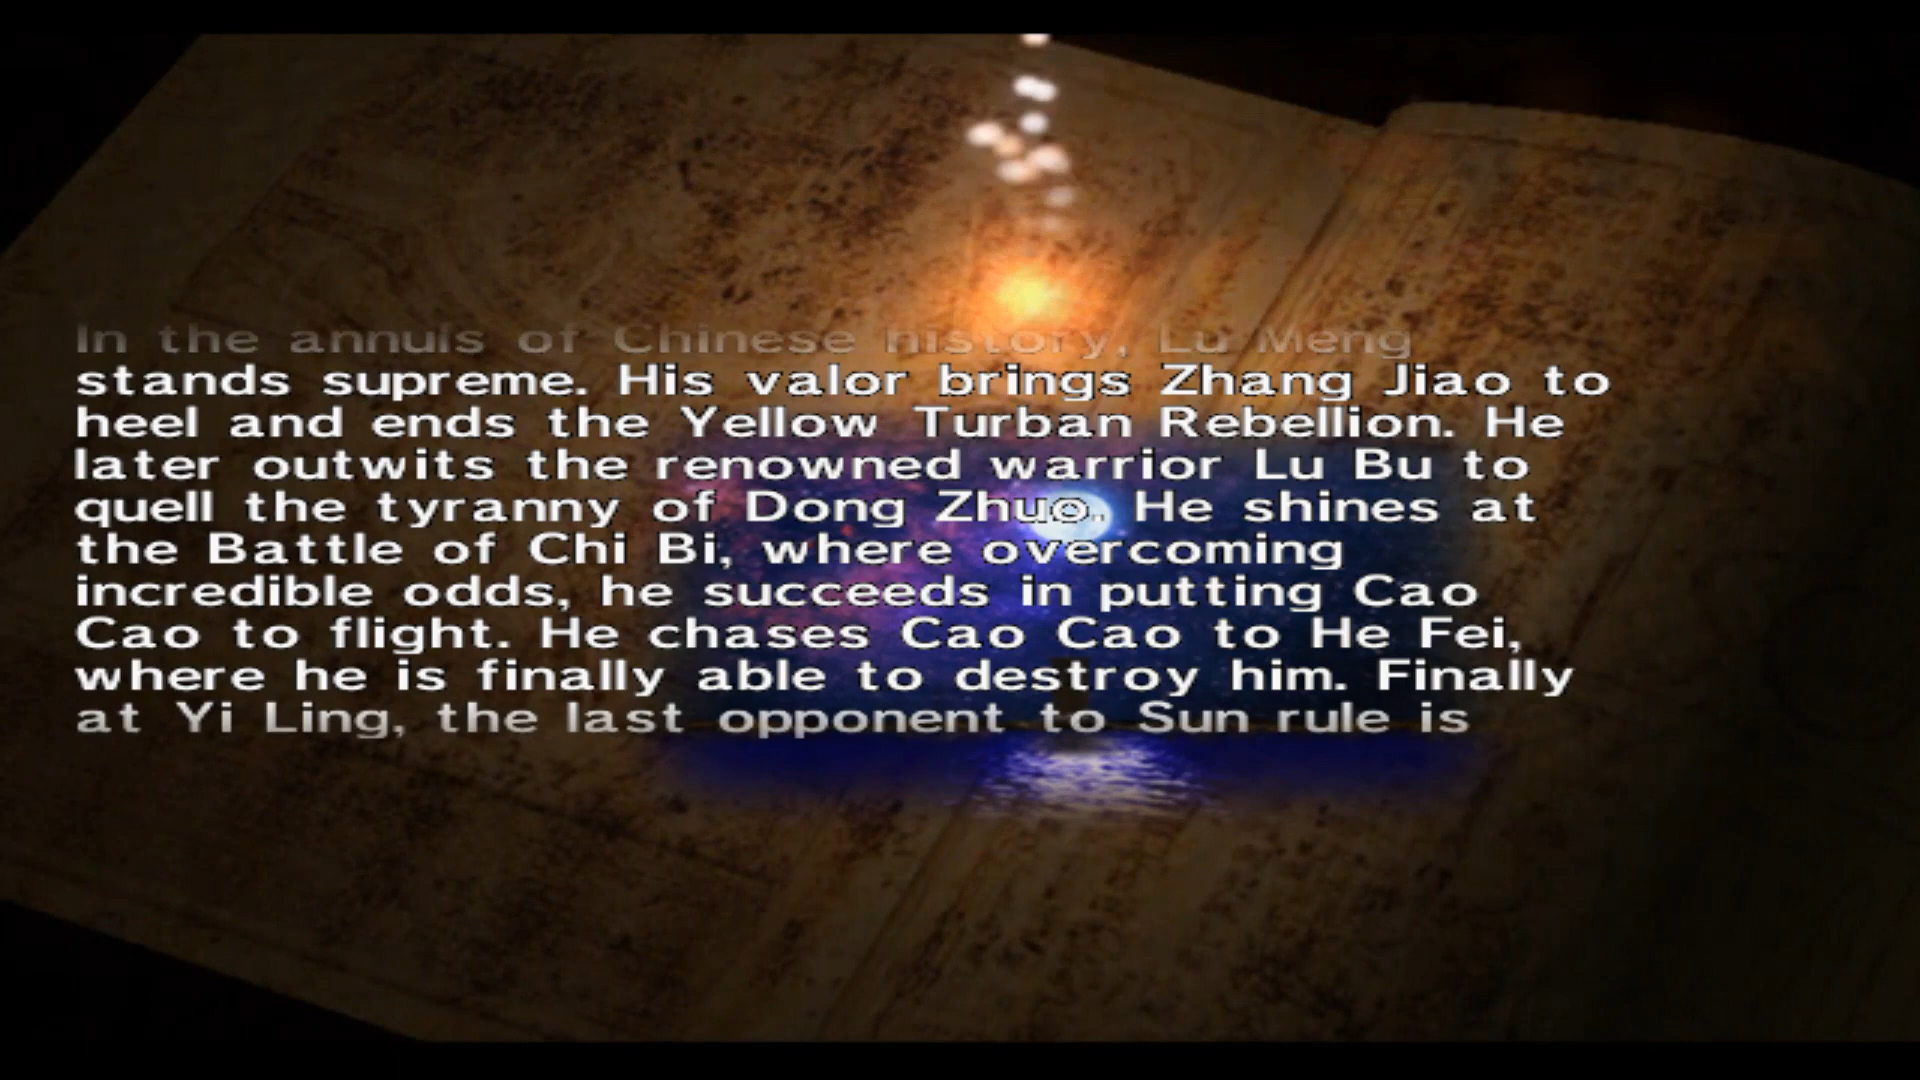 In the annuls of Chinese history, Lu Meng
stands supreme. His valor brings Zhang Jiao to
heel and ends the Yellow Turban Rebellion. He
later outwits the renowned warrior Lu Bu to
quell the tyranny of Dong Zhuo. He shines at
the Battle of Chi Bi, where overcoming
incredible odds, he succeeds in putting Cao
Cao to flight. He chases Cao Cao to He Fei,
where he is finally able to destroy him. Finally
at Yi Ling, the last opponent to Sun rule is